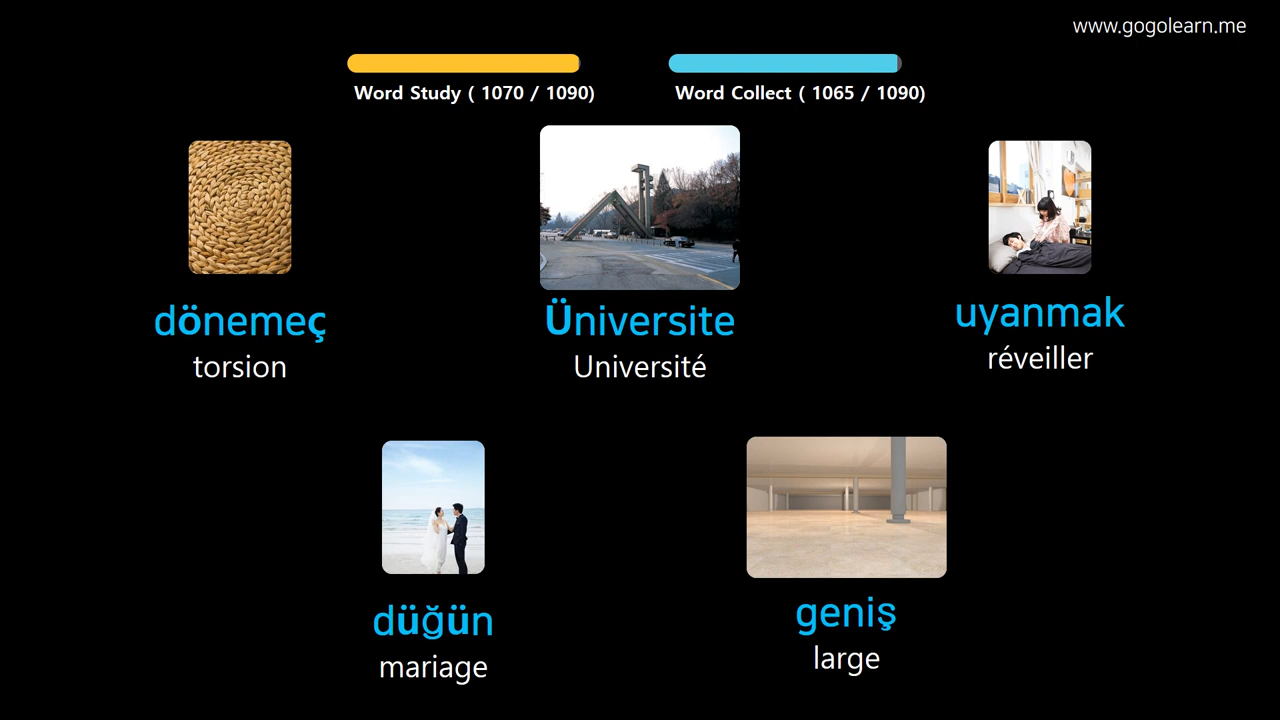 www.gogolearn.me
Word Study ( 1070 / 1090)
Word Collect ( 1065 / 1090)
dönemeç
torsion
Üniversite
Université
uyanmak
réveiller
düğün
mariage
geniş
large